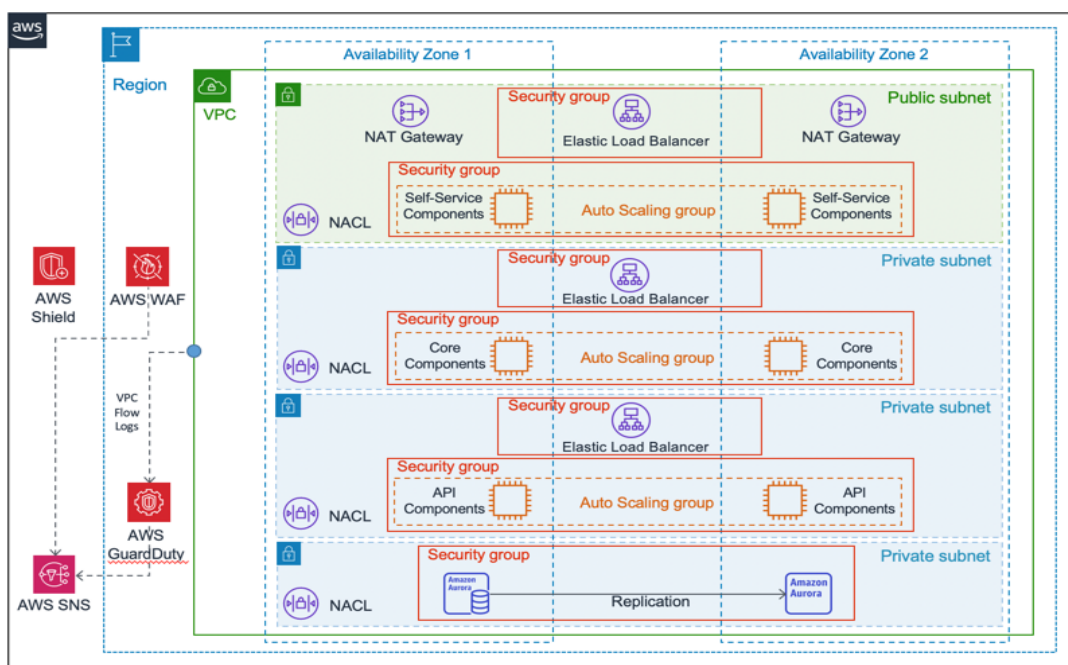 aws
Availability Zone 1
Availability Zone 2
Region
VPC
Security group
Public subnet
NAT Gateway
Elastic Load Balancer
NAT Gateway
Security group
Self-Service
Components
Auto Scaling group
Self-Service
Components
NACL
AWS
Shield
AWS WAF
Security group
Private subnet
Elastic Load Balancer
Security group
Core
Components
Auto Scaling group
Core
Components
NACL
VPC
Flow
Logs
Security group
Private subnet
Elastic Load Balancer
Security group
API
Components
Auto Scaling group
API
Components
NACL
AWS
GuardDuty
AWS SNS
Security group
Private subnet
Amazon
Aurora
Replication
Amazon
Aurora
NACL